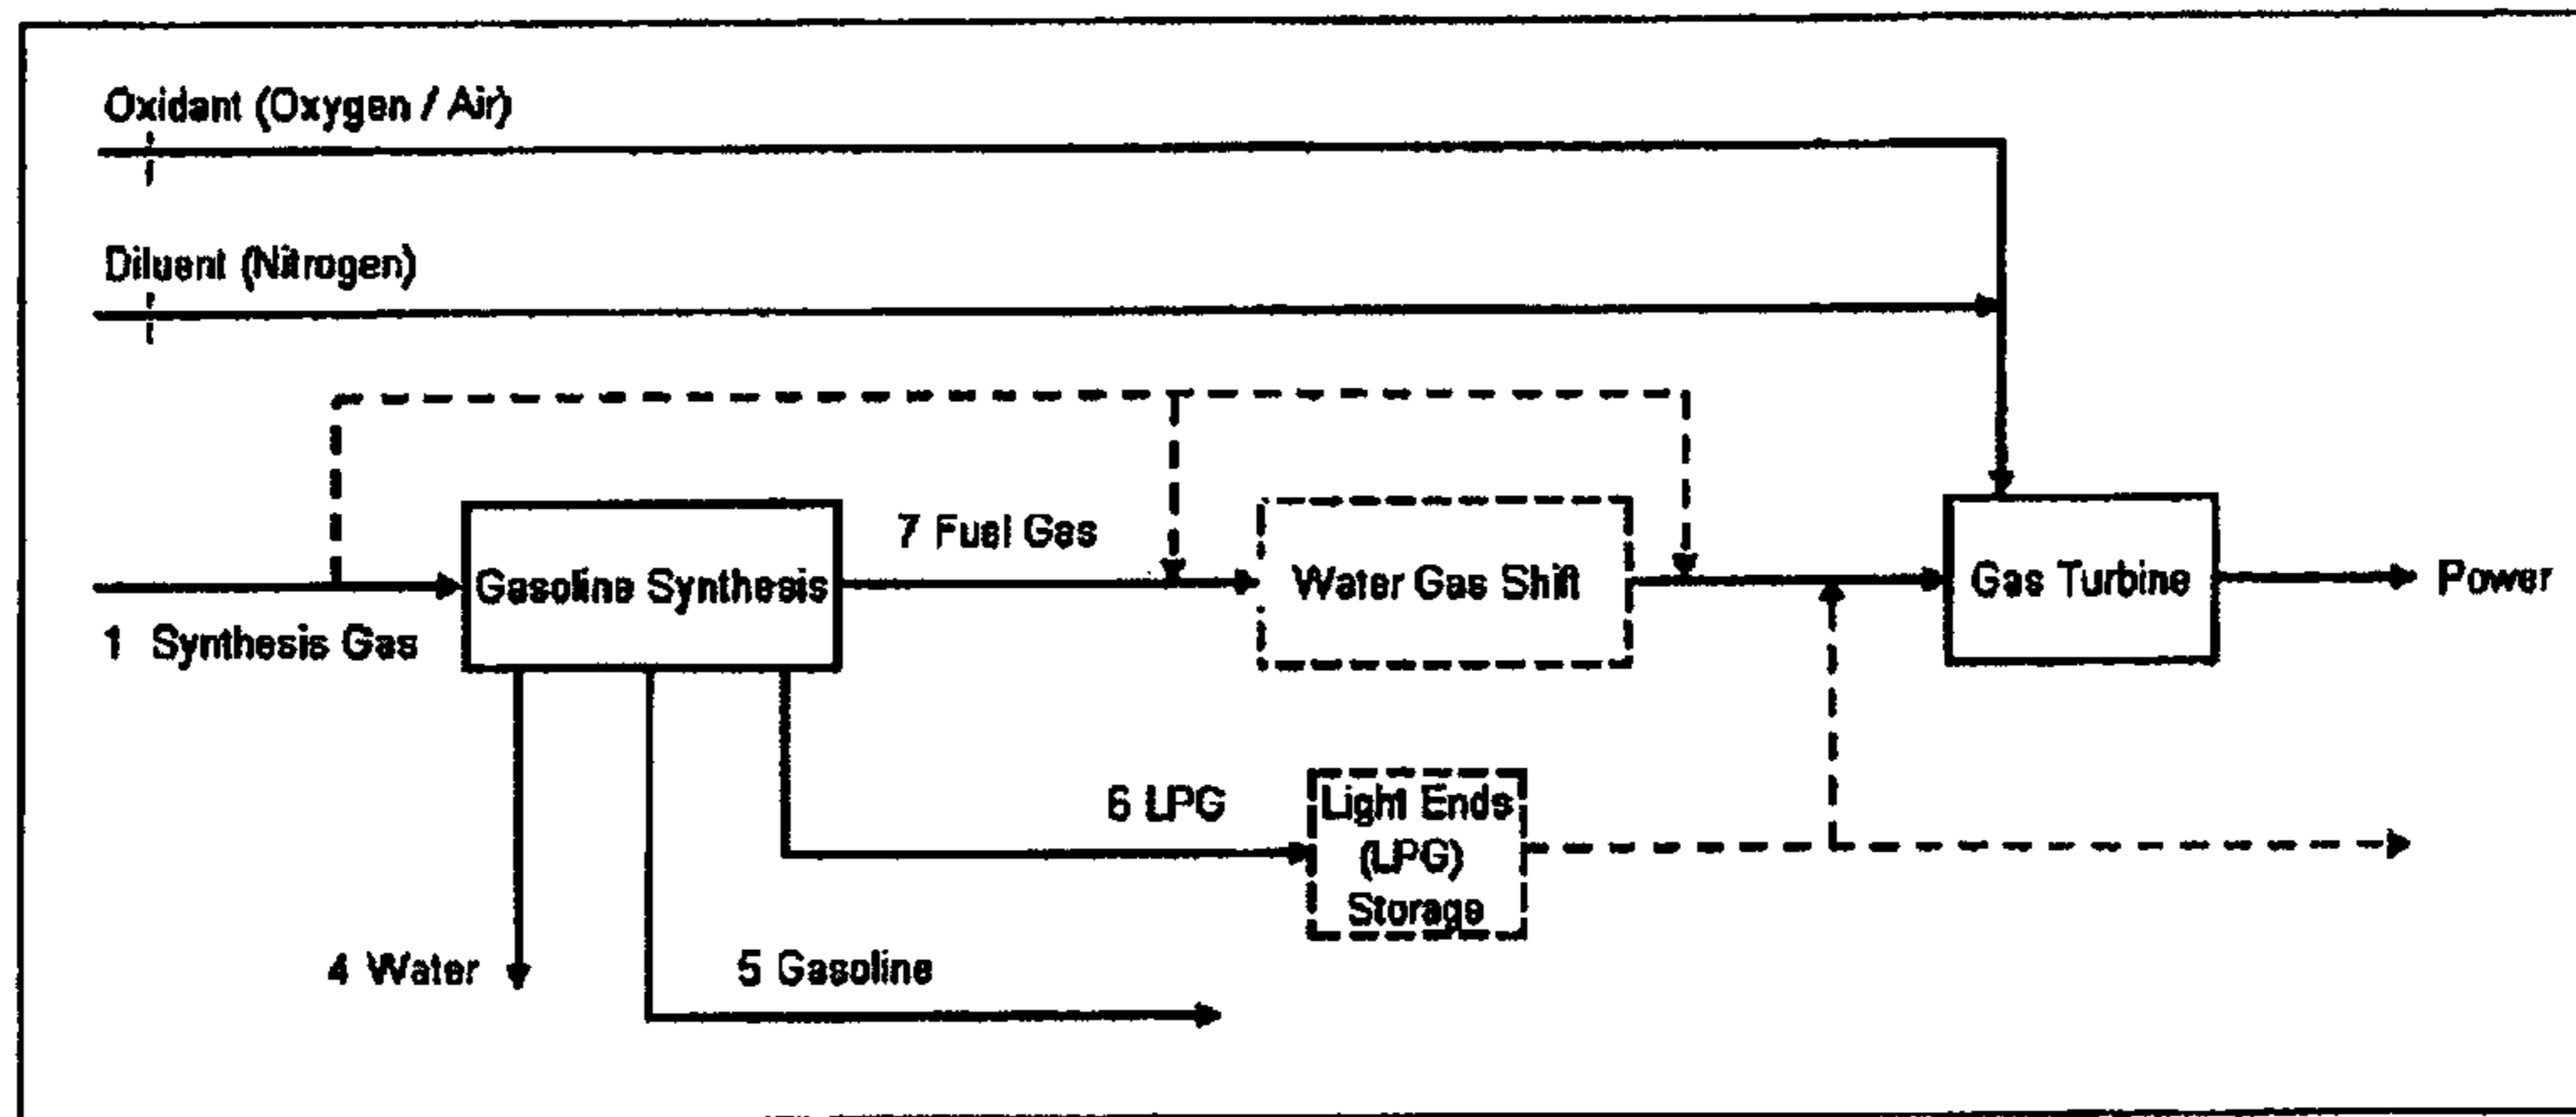 Oxidant (Oxygen / Air)
Diluent (Nitrogen)
7 Fuel Gas
Gasoline Synthesis
Water Gas Shift
Gas Turbine
Power
1 Synthesis Gas
6 LPG
Light Ends
(LPG)
Storage
4 Water
5 Gasoline